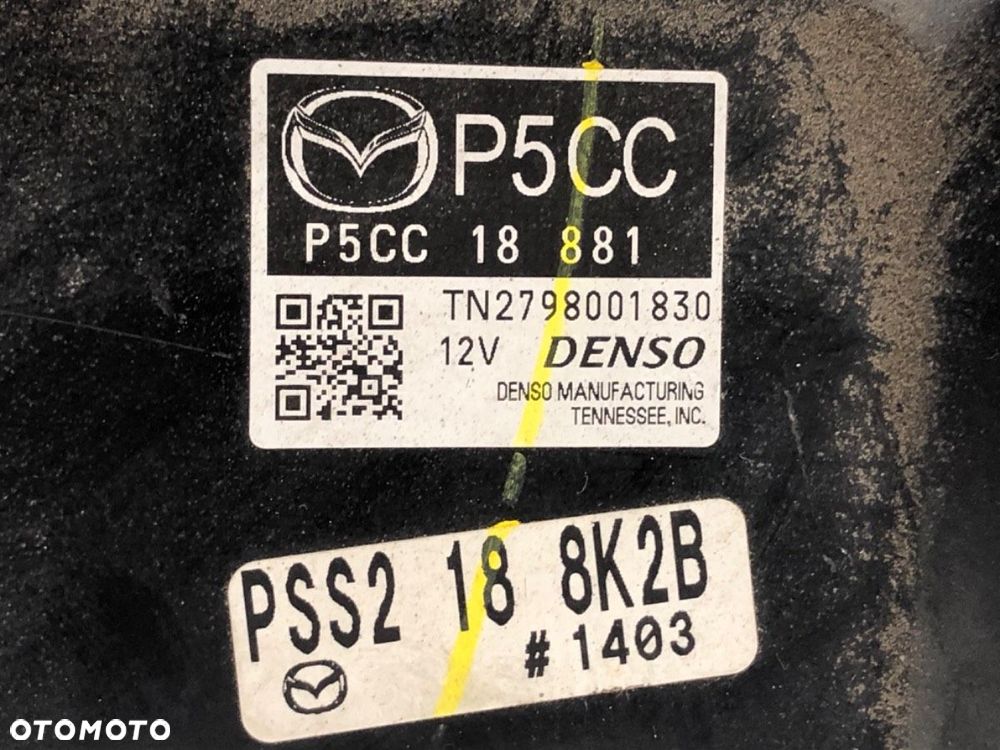 P5CC
P5CC 18 881
TN2798001830
12V DENSO
DENSO MANUFACTURING
TENNESSEE, INC.
PSS2 18 8K2B
#1403
OTOMOTO